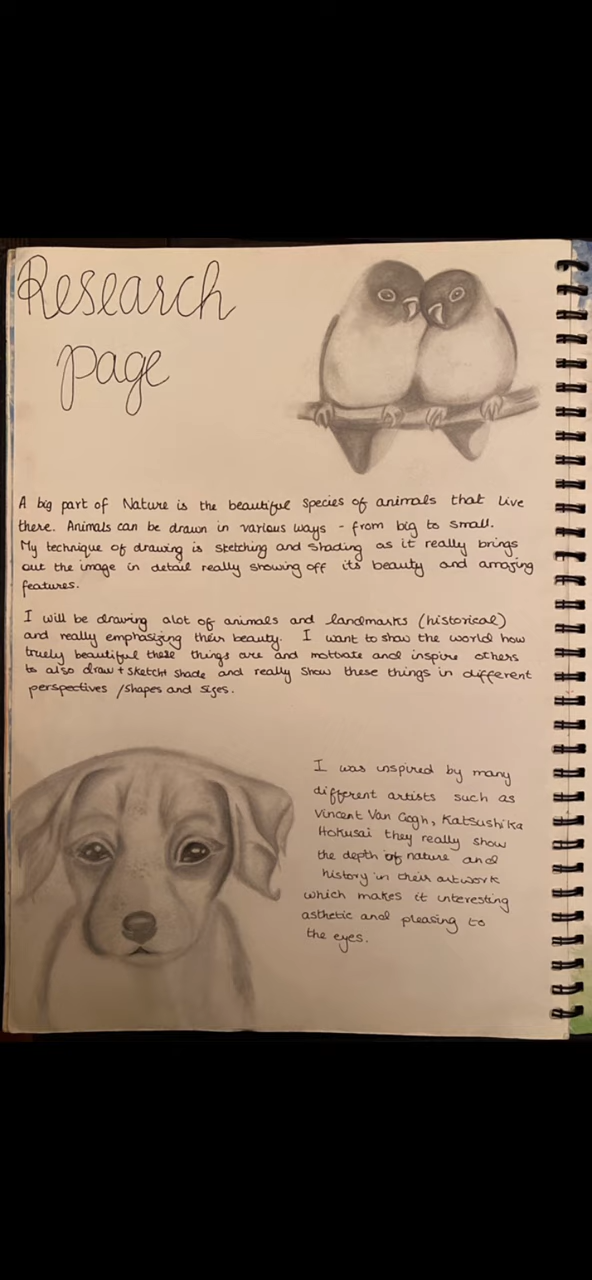 Research
page
A big part of Nature is the beautiful species of animals that live
there. Animals can be drawn in various ways - from big to small.
My technique of drawing is sketching and shading as it really brings
out the image in detail really showing off its beauty and amazing
features.
I will be drawing alot of animals and landmarks (historical)
and really emphasizing their beauty. I want to show the world how
truely beautiful these things are and motivate and inspire others
to also draw + sketch + shade and really show these things in different
perspectives / shapes and sizes.
I was inspired by many
different artists such as
Vincent Van Gogh, Katsushika
Hokusai they really show
the depth of nature and
history in their artwork
which makes it interesting
asthetic and pleasing to
the eyes.